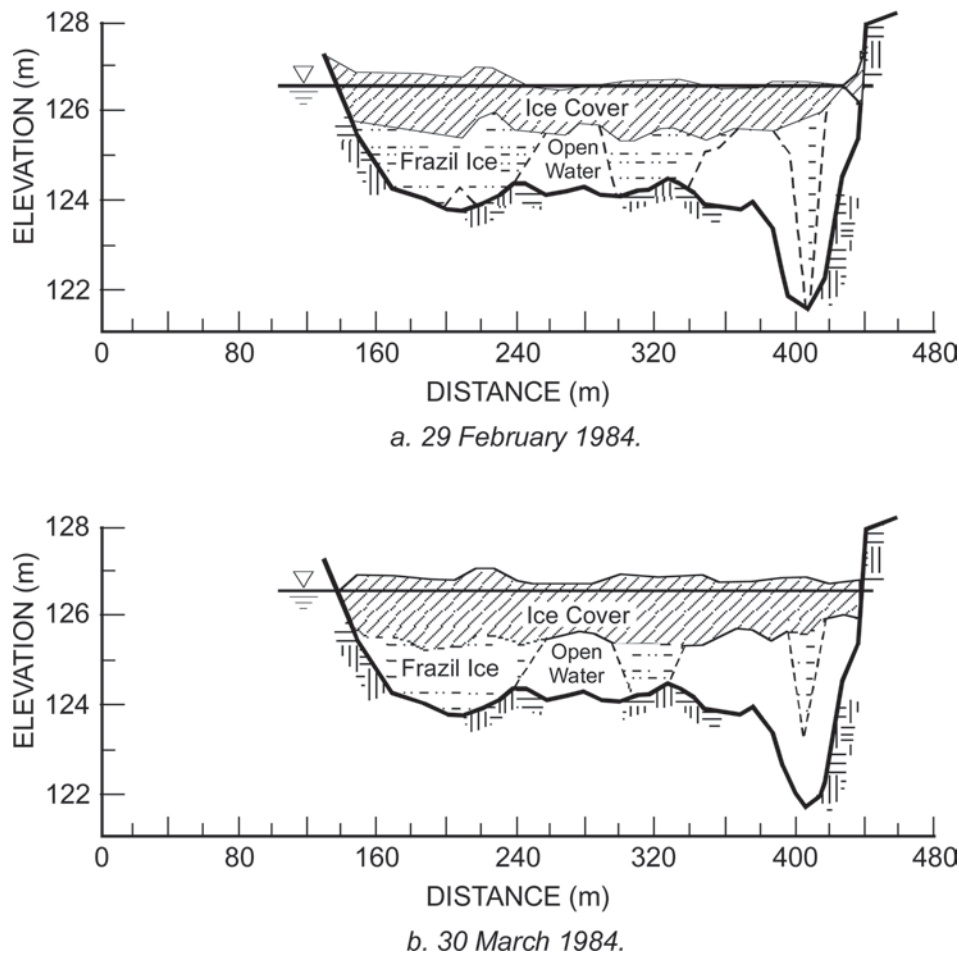 128
126
124
122
ELEVATION (m)
Ice Cover
Frazil Ice
Open
Water
0 80 160 240 320 400 480
DISTANCE (m)
a. 29 February 1984.
128
126
124
122
ELEVATION (m)
Ice Cover
Frazil Ice
Open
Water
0 80 160 240 320 400 480
DISTANCE (m)
b. 30 March 1984.